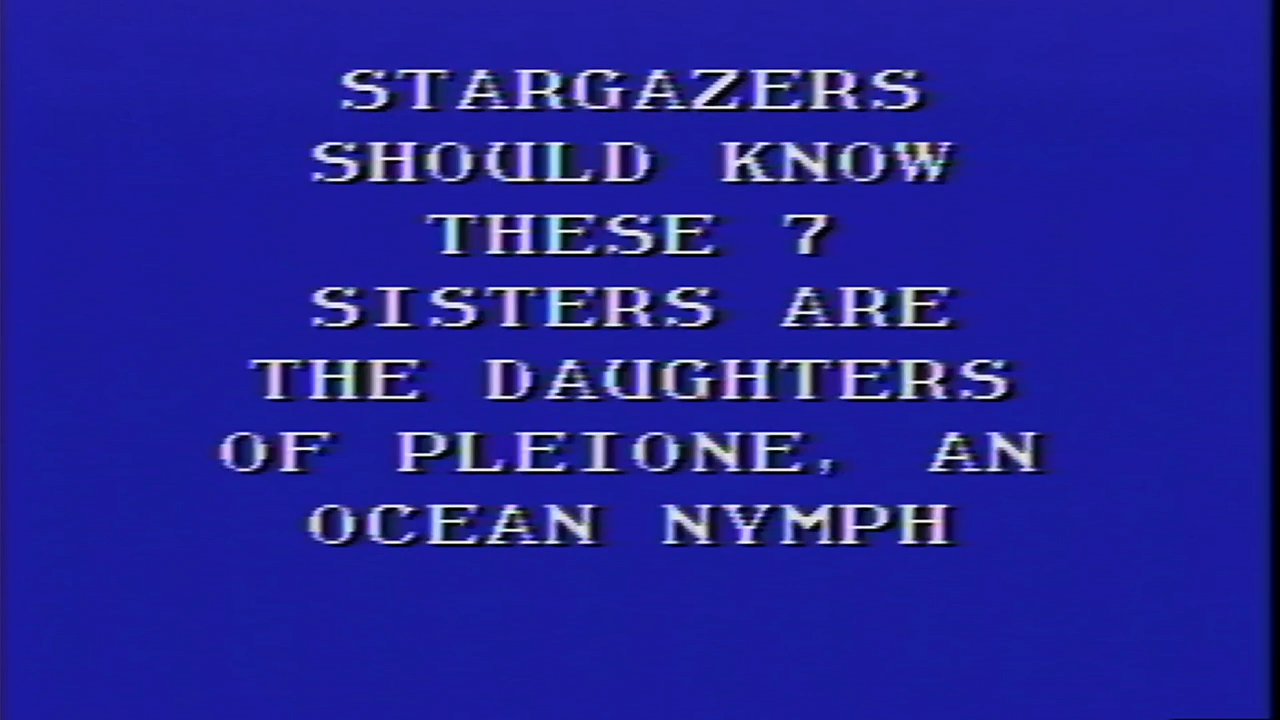 STARGAZERS
SHOULD KNOW
THESE 7
SISTERS ARE
THE DAUGHTERS
OF PLEIONE, AN
OCEAN NYMPH